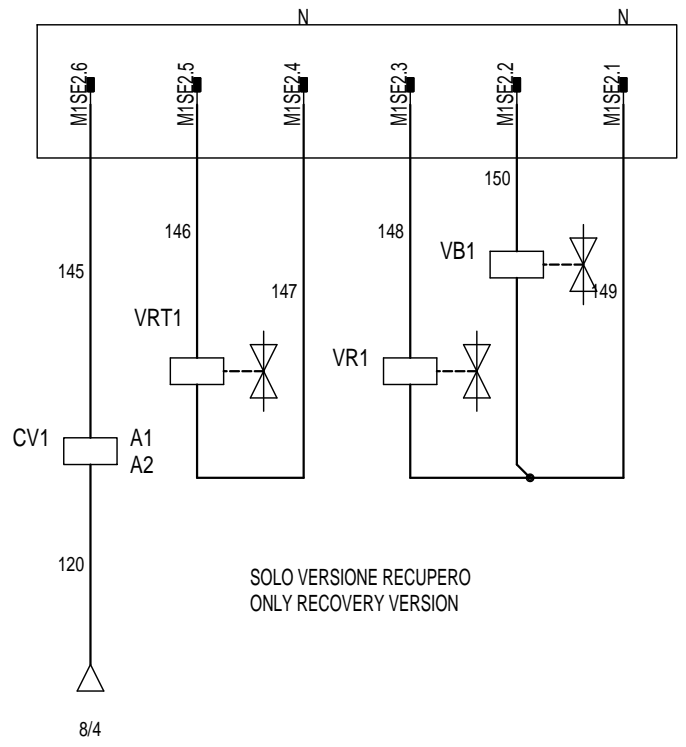 N
N
M1SE2.6
M1SE2.5
M1SE2.4
M1SE2.3
M1SE2.2
M1SE2.1
150
146
148
VB1
145
147
149
VRT1
VR1
CV1
A1
A2
120
SOLO VERSIONE RECUPERO
ONLY RECOVERY VERSION
8/4